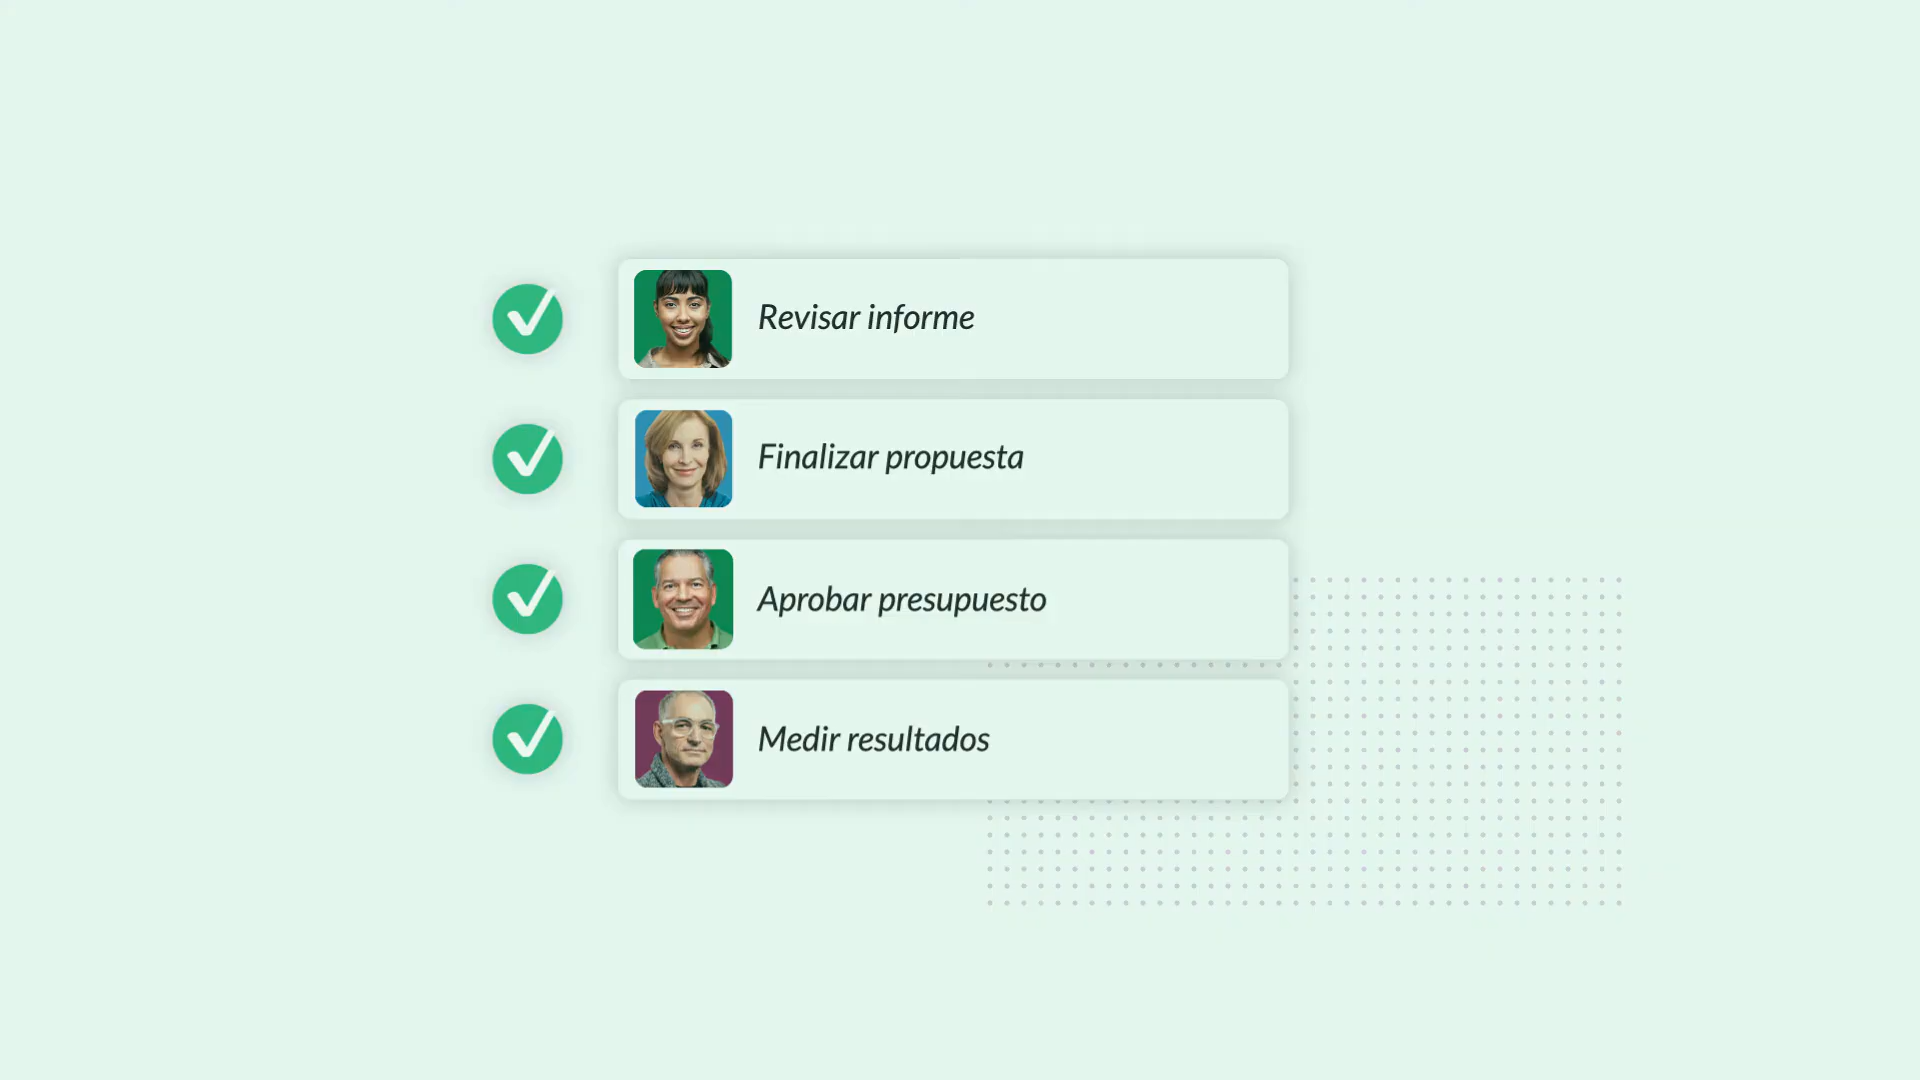 Revisar informe
Finalizar propuesta
Aprobar presupuesto
Medir resultados